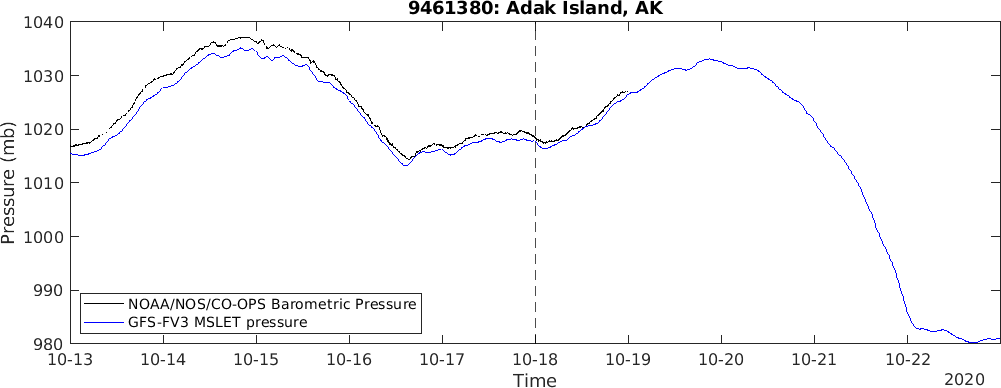 9461380: Adak Island, AK
Pressure (mb)
1040
1030
1020
1010
1000
990
980
NOAA/NOS/CO-OPS Barometric Pressure
GFS-FV3 MSLET pressure
10-13 10-14 10-15 10-16 10-17 10-18 10-19 10-20 10-21 10-22
Time
2020